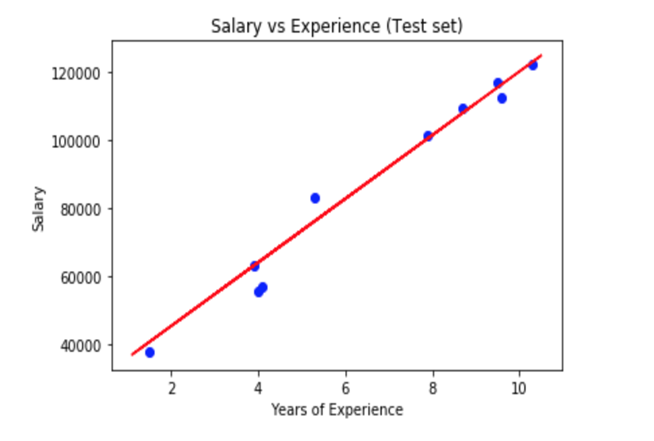 Salary vs Experience (Test set)
120000
100000
80000
60000
40000
Salary
2 4 6 8 10
Years of Experience